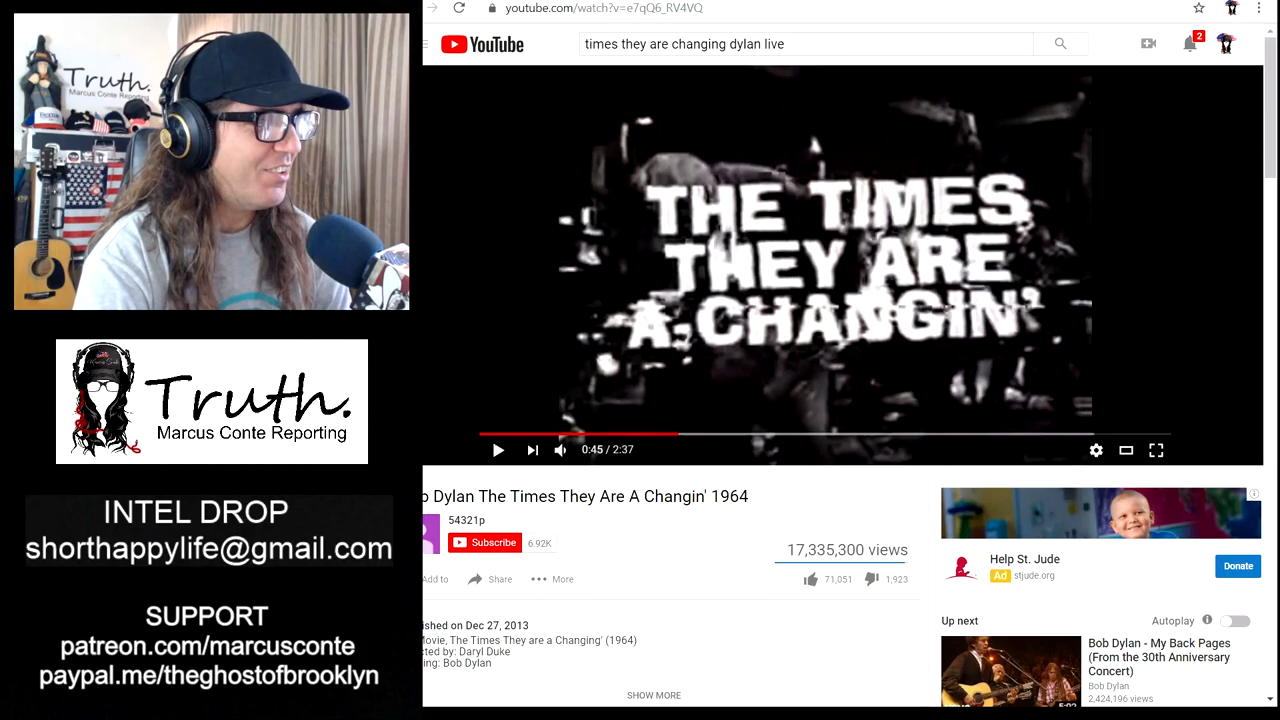 youtube.com/watch?v=e7qQ6_RV4VQ
YouTube
times they are changing dylan live
2
Truth.
Marcus Conte Reporting
THE TIMES
THEY ARE
A-CHANGIN'
0:45 / 2:37
Truth.
Marcus Conte Reporting
INTEL DROP
shorthappylife@gmail.com
SUPPORT
patreon.com/marcusconte
paypal.me/theghostofbrooklyn
b Dylan The Times They Are A Changin' 1964
54321p
Subscribe 6.92K
17,335,300 views
Add to Share More 71,051 1,923
ished on Dec 27, 2013
Movie, The Times They are a Changing' (1964)
cted by: Daryl Duke
ing: Bob Dylan
SHOW MORE
Help St. Jude
Ad stjude.org
Donate
Up next Autoplay
Bob Dylan - My Back Pages
(From the 30th Anniversary
Concert)
Bob Dylan
2,424,196 views
5:02